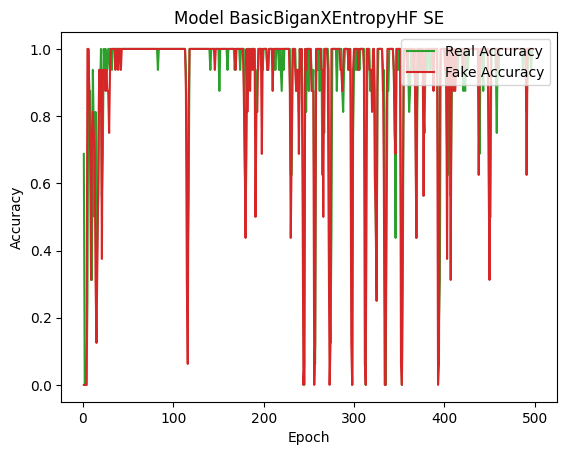 Model BasicBiganXEntropyHF SE
Real Accuracy
Fake Accuracy
Accuracy
1.0
0.8
0.6
0.4
0.2
0.0
0 100 200 300 400 500
Epoch